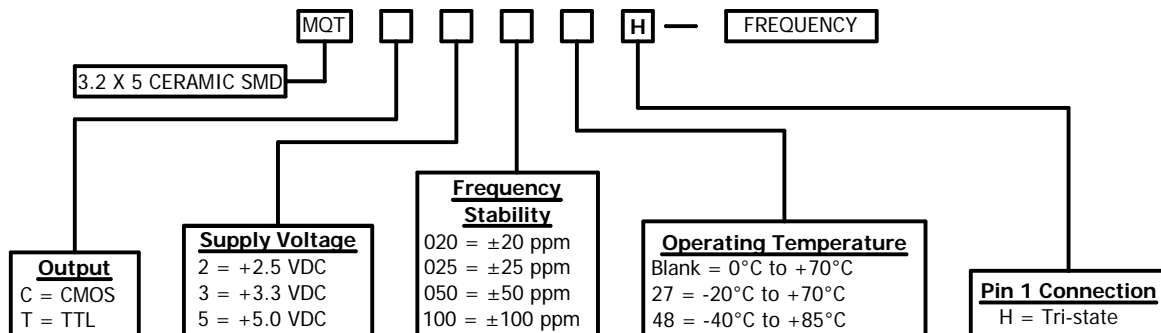 MQT H FREQUENCY
3.2 X 5 CERAMIC SMD
Output
C = CMOS
T = TTL
Supply Voltage
2 = +2.5 VDC
3 = +3.3 VDC
5 = +5.0 VDC
Frequency
Stability
020 = ±20 ppm
025 = ±25 ppm
050 = ±50 ppm
100 = ±100 ppm
Operating Temperature
Blank = 0°C to +70°C
27 = -20°C to +70°C
48 = -40°C to +85°C
Pin 1 Connection
H = Tri-state